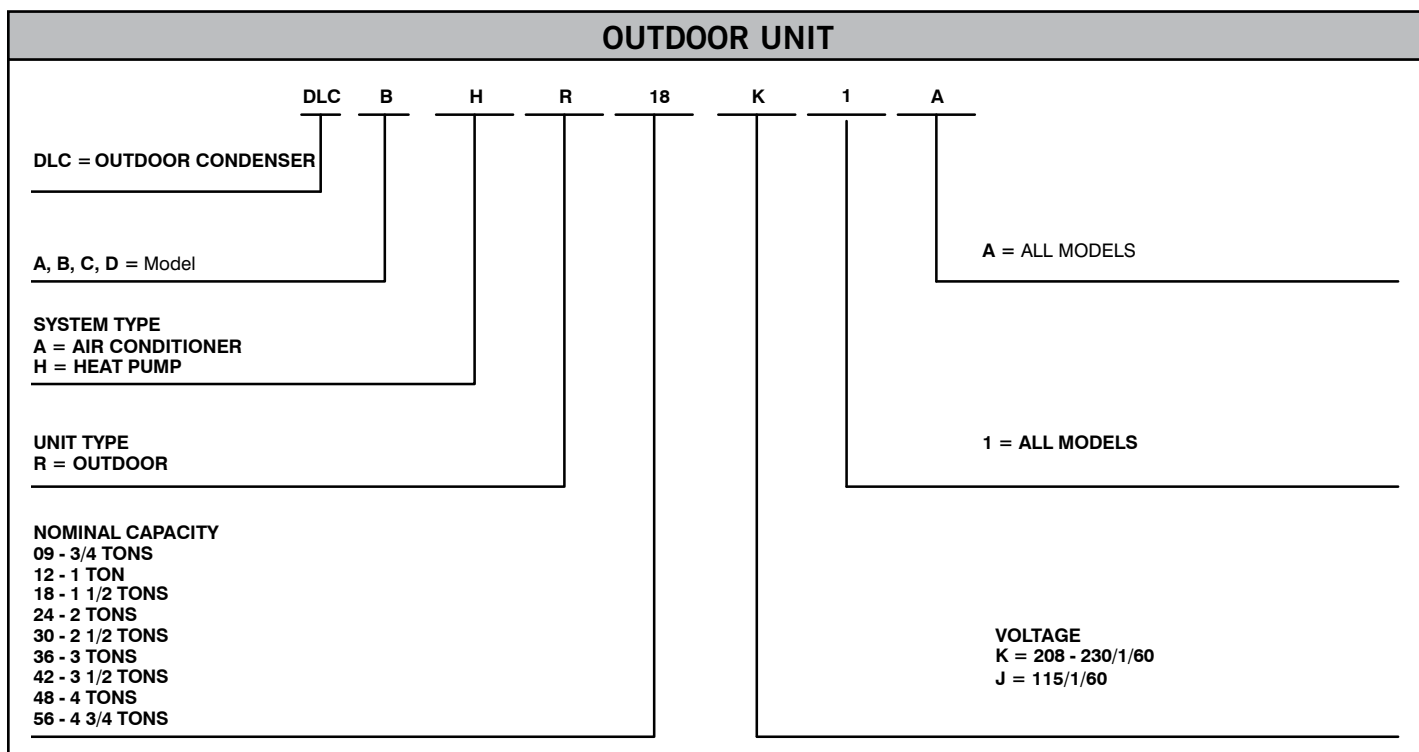 OUTDOOR UNIT
DLC B H R 18 K 1 A
DLC = OUTDOOR CONDENSER
A, B, C, D = Model
A = ALL MODELS
SYSTEM TYPE
A = AIR CONDITIONER
H = HEAT PUMP
UNIT TYPE
R = OUTDOOR
1 = ALL MODELS
NOMINAL CAPACITY
09 - 3/4 TONS
12 - 1 TON
18 - 1 1/2 TONS
24 - 2 TONS
30 - 2 1/2 TONS
36 - 3 TONS
42 - 3 1/2 TONS
48 - 4 TONS
56 - 4 3/4 TONS
VOLTAGE
K = 208 - 230/1/60
J = 115/1/60